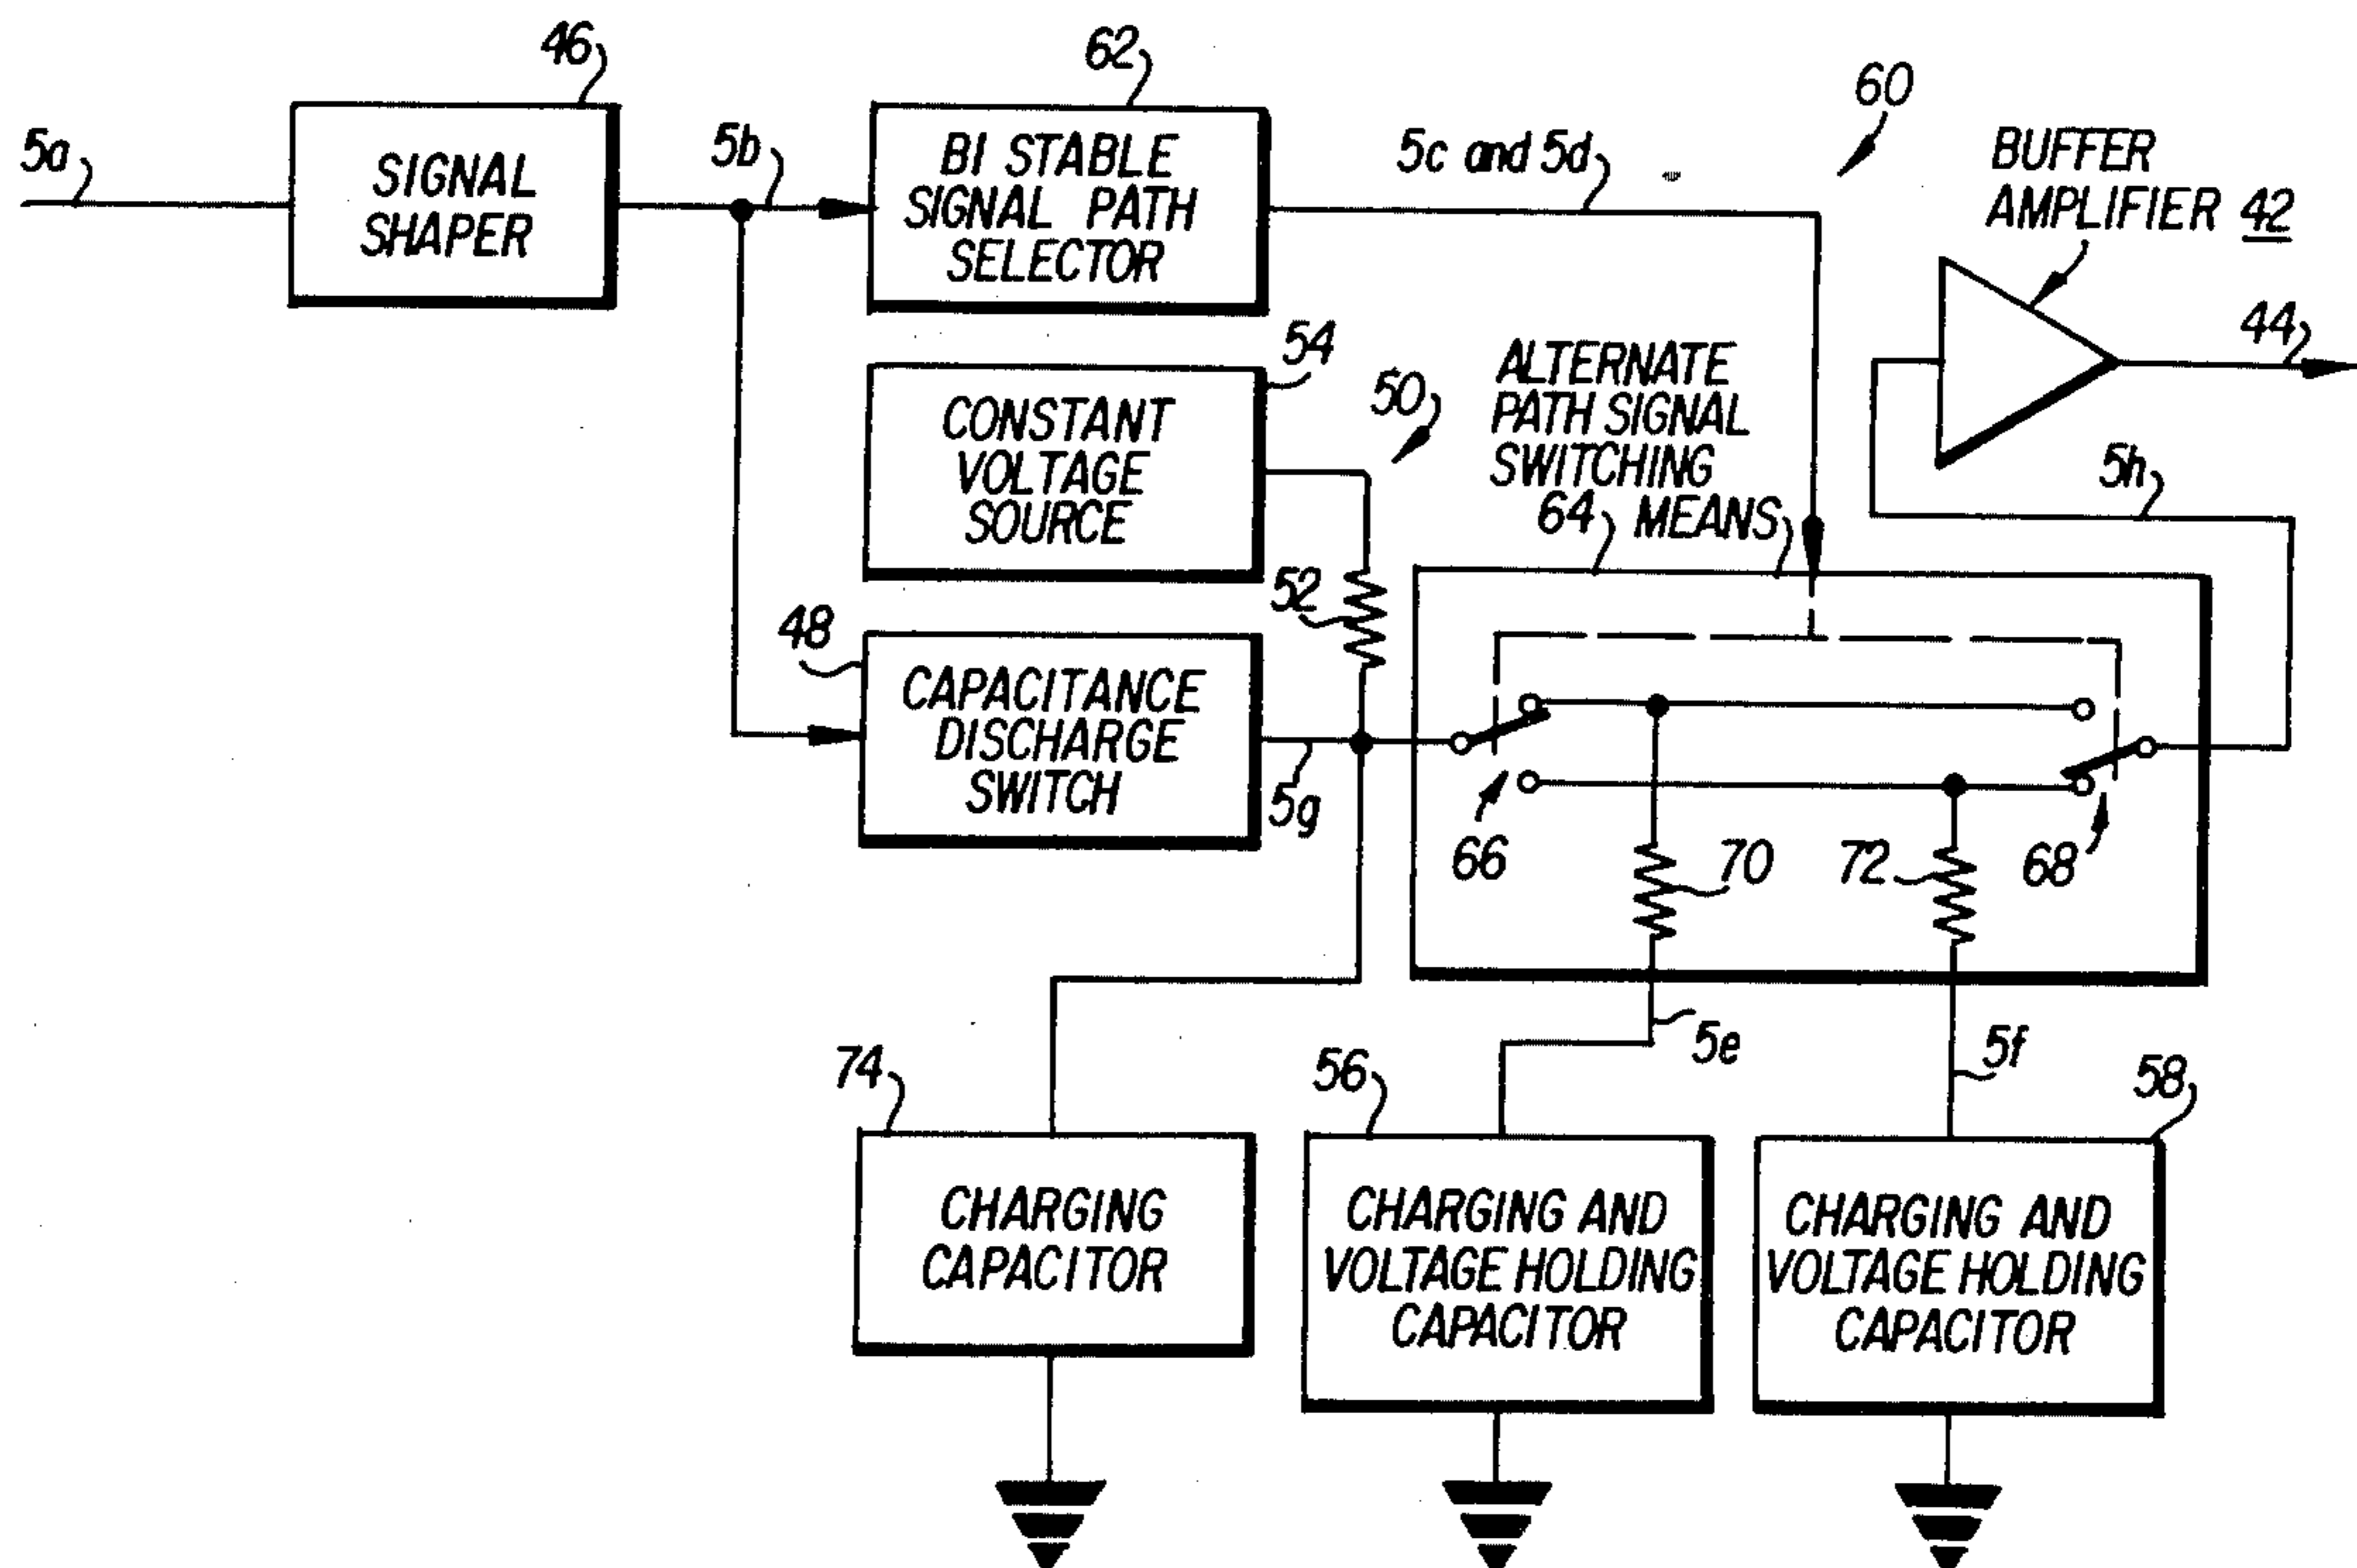 46
62
60
5a
SIGNAL
SHAPER
5b
BI STABLE
SIGNAL PATH
SELECTOR
5c and 5d
BUFFER
AMPLIFIER 42
44
54
CONSTANT
VOLTAGE
SOURCE
50
ALTERNATE
PATH SIGNAL
SWITCHING
64 MEANS
5h
52
48
CAPACITANCE
DISCHARGE
SWITCH
5g
66
70
72
68
5e
5f
74
56
58
CHARGING
CAPACITOR
CHARGING AND
VOLTAGE HOLDING
CAPACITOR
CHARGING AND
VOLTAGE HOLDING
CAPACITOR